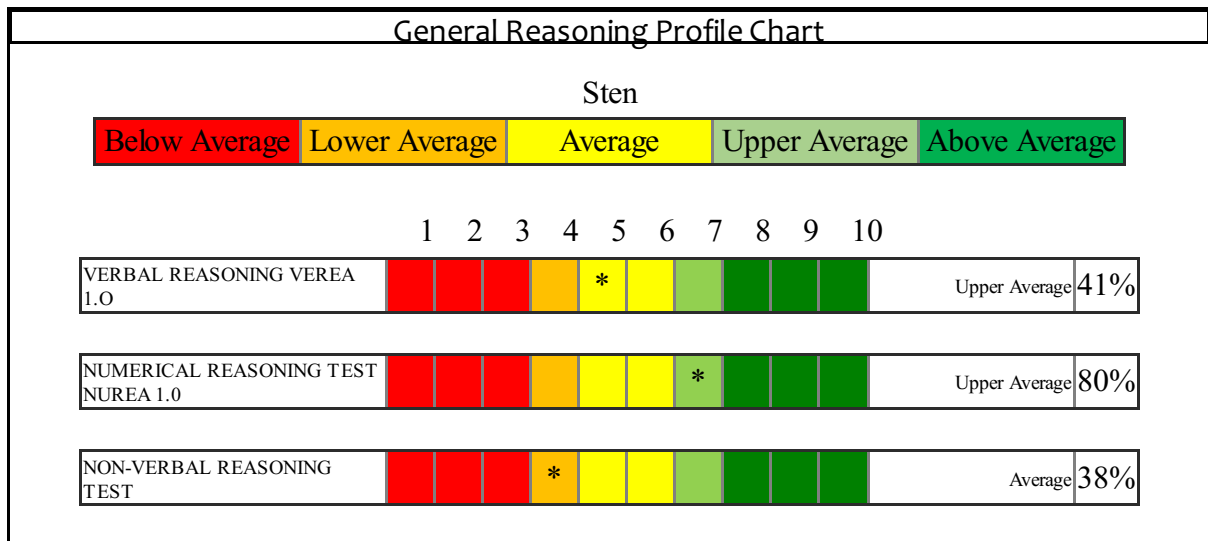 General Reasoning Profile Chart
Sten
Below Average Lower Average Average Upper Average Above Average
1 2 3 4 5 6 7 8 9 10
VERBAL REASONING VEREA
1.O
* Upper Average 41%
NUMERICAL REASONING TEST
NUREA 1.0
* Upper Average 80%
NON-VERBAL REASONING
TEST
* Average 38%